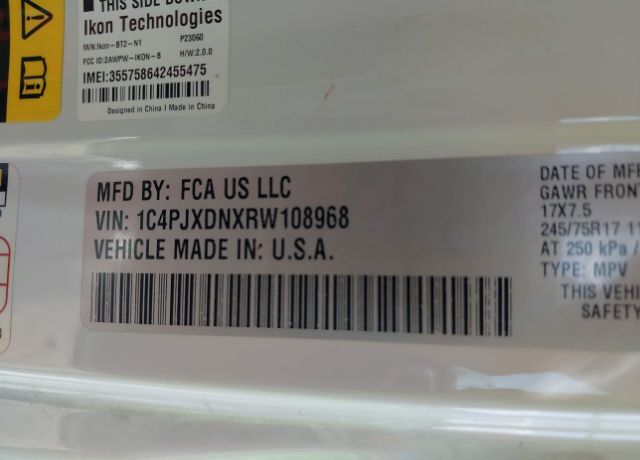 THIS SIDE DOWN
Ikon Technologies
M/N:Ikon-BT2-N1 P23060
FCC ID:2AWPW-IKON-B H/W:2.0.0
IMEI:355758642455475
Designed in China | Made in China
MFD BY: FCA US LLC
VIN: 1C4PJXDNXRW108968
VEHICLE MADE IN: U.S.A.
DATE OF MFR
GAWR FRONT
17X7.5
245/75R17 11
AT 250 kPa /
TYPE: MPV
THIS VEHI
SAFETY